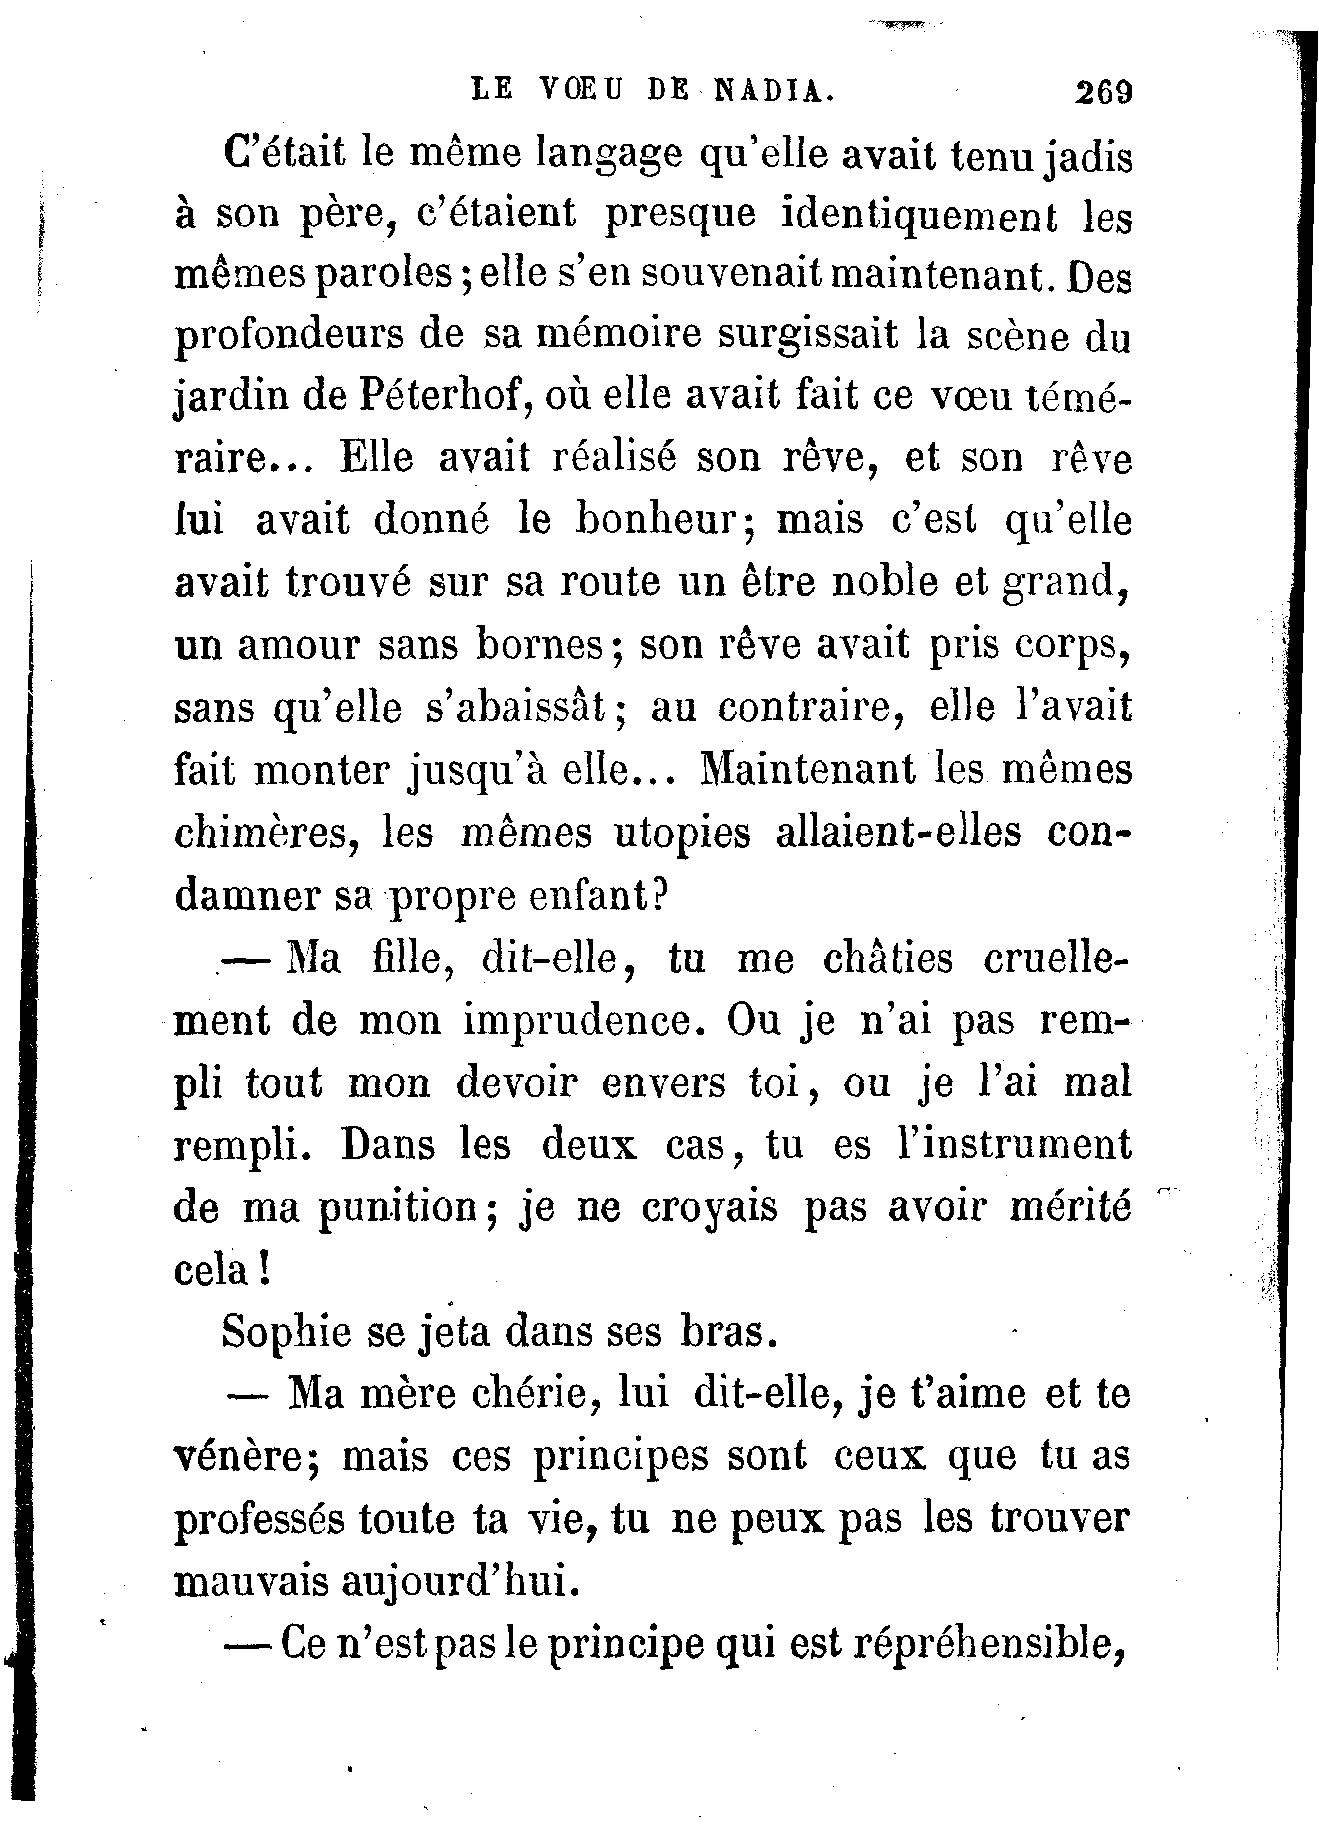 LE VŒU DE NADIA. 269
C'était le même langage qu'elle avait tenu jadis
à son père, c'étaient presque identiquement les
mêmes paroles ; elle s'en souvenait maintenant. Des
profondeurs de sa mémoire surgissait la scène du
jardin de Péterhof, où elle avait fait ce vœu témé-
raire... Elle avait réalisé son rêve, et son rêve
lui avait donné le bonheur; mais c'est qu'elle
avait trouvé sur sa route un être noble et grand,
un amour sans bornes; son rêve avait pris corps,
sans qu'elle s'abaissât; au contraire, elle l'avait
fait monter jusqu'à elle... Maintenant les mêmes
chimères, les mêmes utopies allaient-elles con-
damner sa propre enfant?
— Ma fille, dit-elle, tu me châties cruelle-
ment de mon imprudence. Ou je n'ai pas rem-
pli tout mon devoir envers toi, ou je l'ai mal
rempli. Dans les deux cas, tu es l'instrument
de ma punition; je ne croyais pas avoir mérité
cela !
Sophie se jeta dans ses bras.
— Ma mère chérie, lui dit-elle, je t'aime et te
vénère; mais ces principes sont ceux que tu as
professés toute ta vie, tu ne peux pas les trouver
mauvais aujourd'hui.
— Ce n'est pas le principe qui est répréhensible,